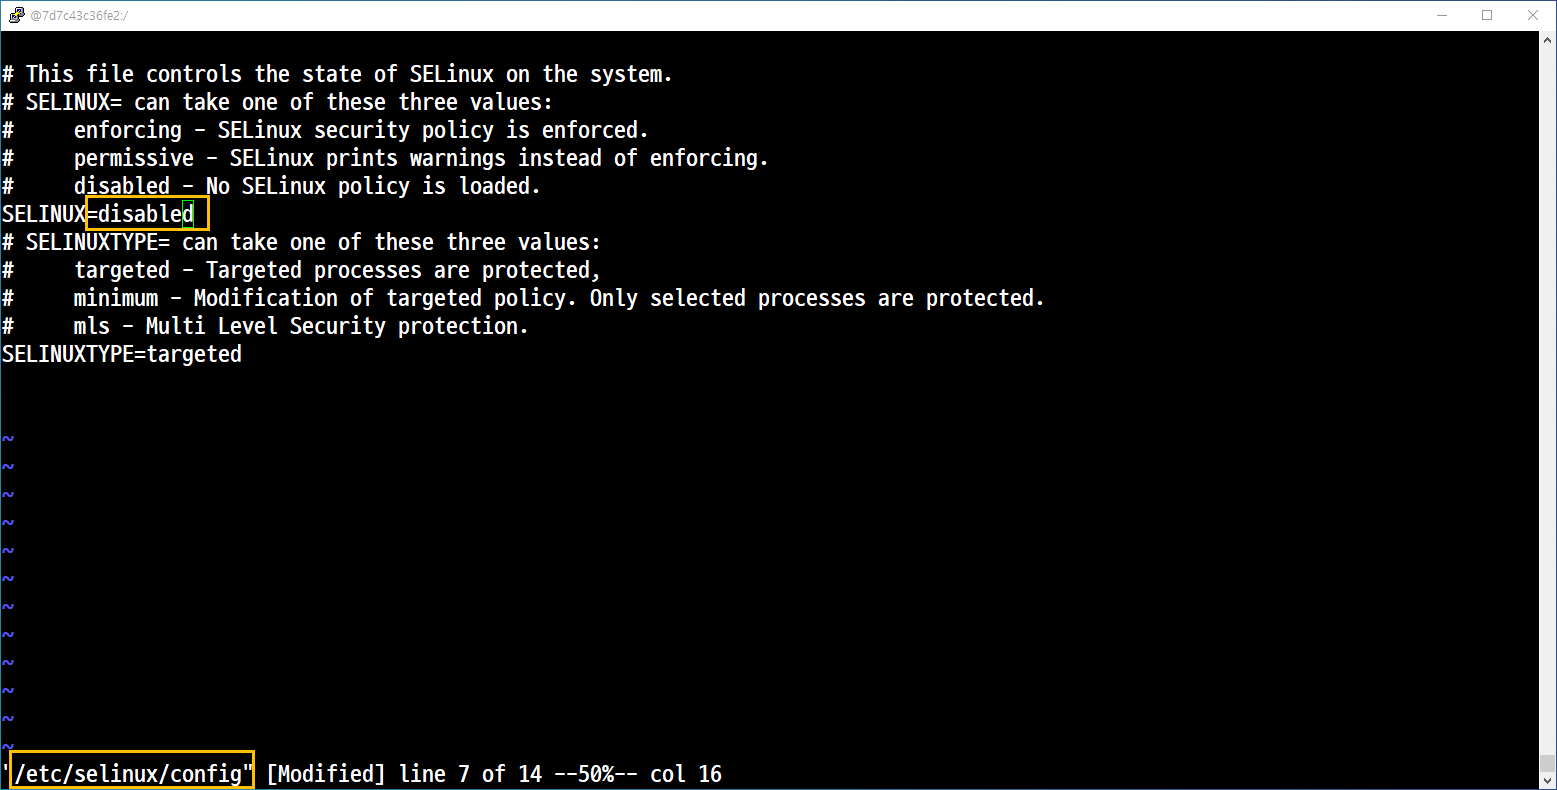 @7d7c43c36fe2:/
# This file controls the state of SELinux on the system.
# SELINUX= can take one of these three values:
#     enforcing - SELinux security policy is enforced.
#     permissive - SELinux prints warnings instead of enforcing.
#     disabled - No SELinux policy is loaded.
SELINUX=disabled
# SELINUXTYPE= can take one of these three values:
#     targeted - Targeted processes are protected,
#     minimum - Modification of targeted policy. Only selected processes are protected.
#     mls - Multi Level Security protection.
SELINUXTYPE=targeted
~
~
~
~
~
~
~
~
~
~
~
~
"/etc/selinux/config" [Modified] line 7 of 14 --50%-- col 16